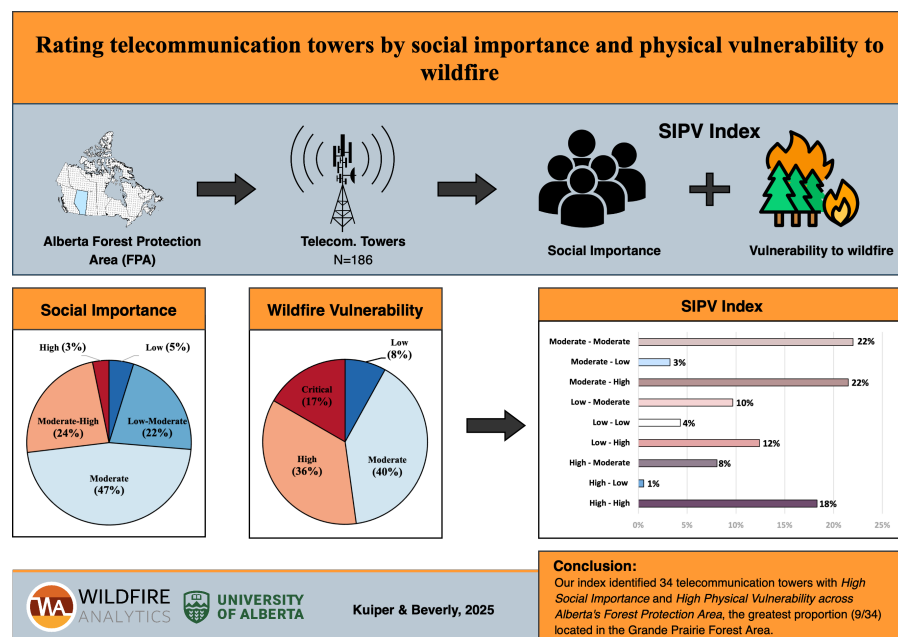 Rating telecommunication towers by social importance and physical vulnerability to
wildfire
SIPV Index
Alberta Forest Protection
Area (FPA)
Telecom. Towers
N=186
Social Importance
Vulnerability to wildfire
Social Importance
High (3%)
Low (5%)
Moderate-High
(24%)
Low-Moderate
(22%)
Moderate
(47%)
Wildfire Vulnerability
Low
(8%)
Critical
(17%)
High
(36%)
Moderate
(40%)
SIPV Index
Moderate - Moderate 22%
Moderate - Low 3%
Moderate - High 22%
Low - Moderate 10%
Low - Low 4%
Low - High 12%
High - Moderate 8%
High - Low 1%
High - High 18%
0% 5% 10% 15% 20% 25%
WA WILDFIRE
ANALYTICS
UNIVERSITY
OF ALBERTA
Kuiper & Beverly, 2025
Conclusion:
Our index identified 34 telecommunication towers with High
Social Importance and High Physical Vulnerability across
Alberta's Forest Protection Area, the greatest proportion (9/34)
located in the Grande Prairie Forest Area.